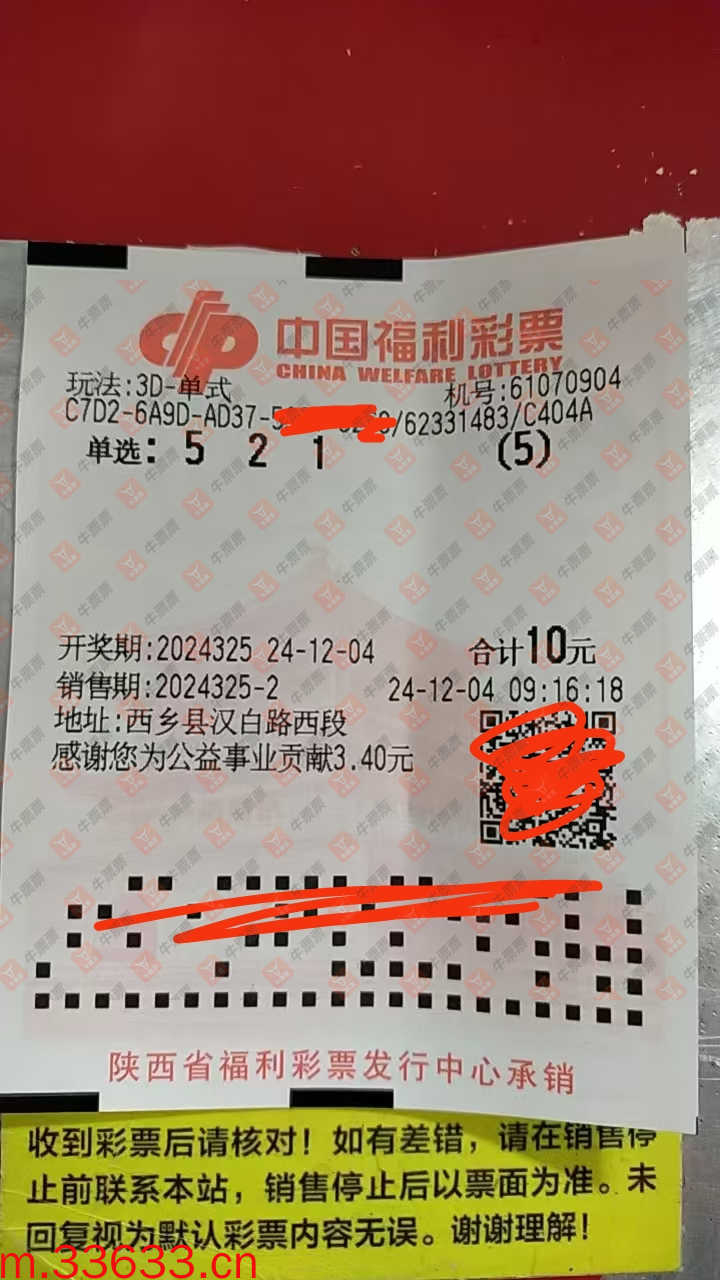 中国福利彩票
CHINA WELFARE LOTTERY
玩法:3D-单式 机号:61070904
C7D2-6A9D-AD37- /62331483/C404A
单选: 5 2 1 (5)
开奖期:2024325 24-12-04 合计10元
销售期:2024325-2 24-12-04 09:16:18
地址:西乡县汉白路西段
感谢您为公益事业贡献3.40元
陕西省福利彩票发行中心承销
收到彩票后请核对！如有差错，请在销售停
止前联系本站，销售停止后以票面为准。未
回复视为默认彩票内容无误。谢谢理解！
m.33633.cn
牛票票